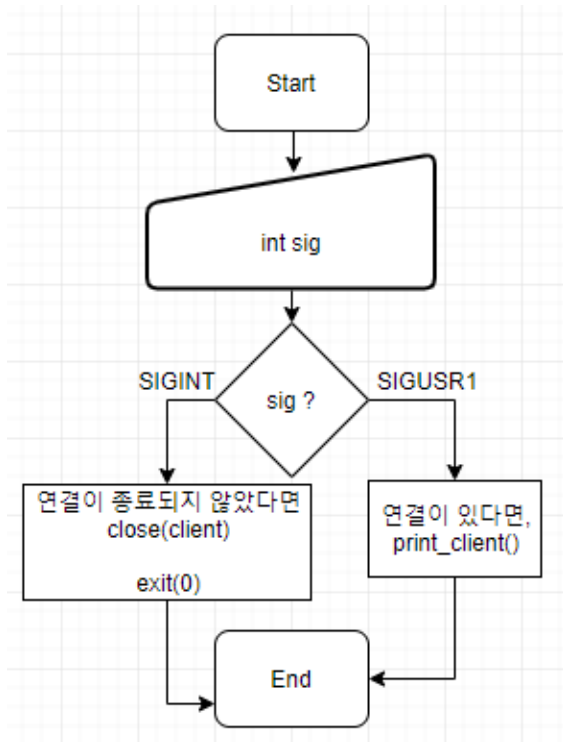 Start
int sig
sig ?
SIGINT
SIGUSR1
연결이 종료되지 않았다면
close(client)
exit(0)
연결이 있다면,
print_client()
End